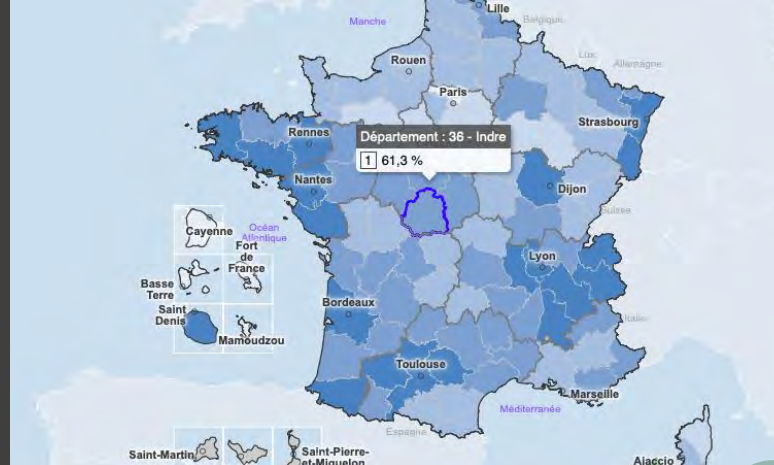 Lille
Manche
Belgique
Rouen
Lux.
Allemagne
Paris
Strasbourg
Rennes
Département : 36 - Indre
1 61,3 %
Nantes
Dijon
Suisse
Cayenne
Océan
Atlantique
Fort
de
France
Lyon
Basse
Terre
Saint
Denis
Bordeaux
Italie
Mamoudzou
Toulouse
Marseille
Méditerranée
Espagne
Saint-Martin
Saint-Pierre-
et-Miquelon
Ajaccio